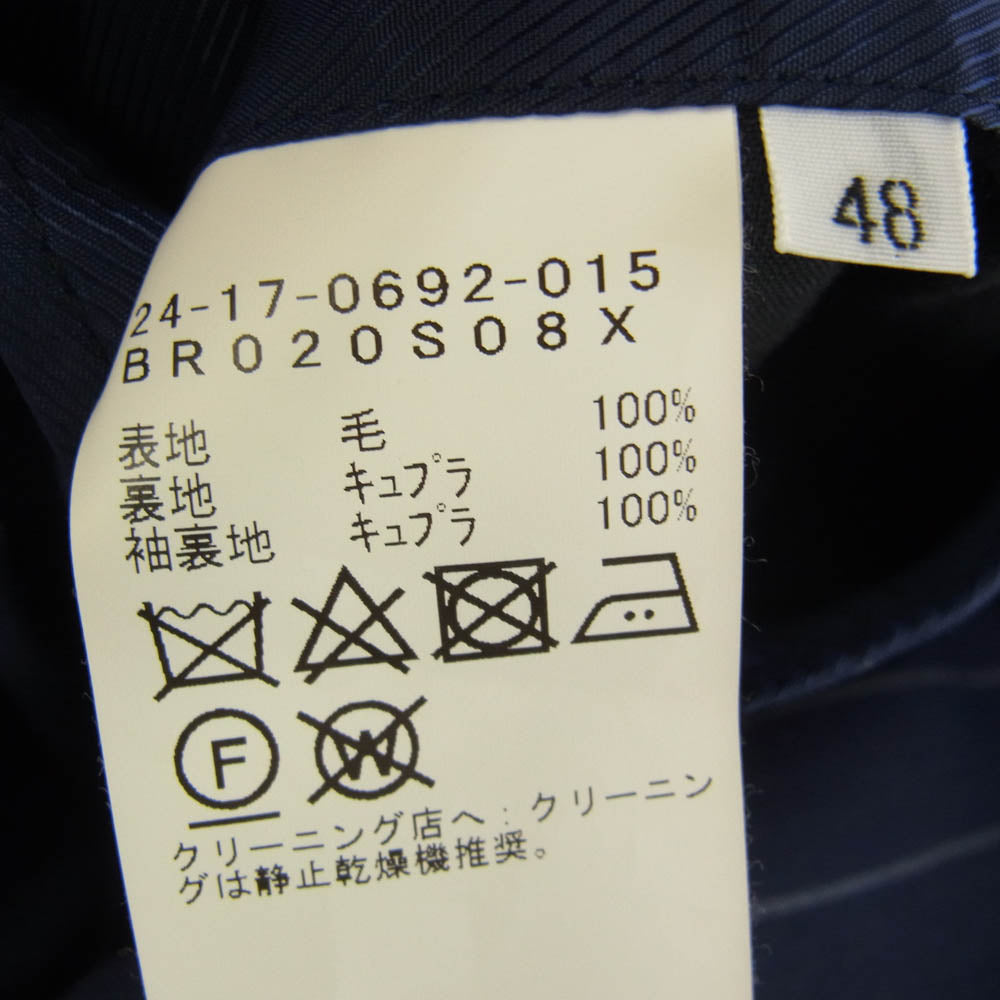 48
24-17-0692-015
BR020S08X
表地 毛 100%
裏地 キュプラ 100%
袖裏地 キュプラ 100%
F W
クリーニング店へ：クリーニン
グは静止乾燥機推奨。